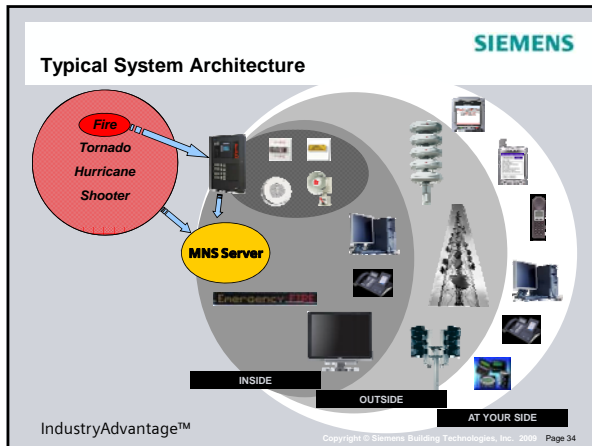 SIEMENS
Typical System Architecture
Fire
Tornado
Hurricane
Shooter
MNS Server
Emergency FIRE
INSIDE
OUTSIDE
AT YOUR SIDE
IndustryAdvantage™
Copyright © Siemens Building Technologies, Inc. 2009 Page 34